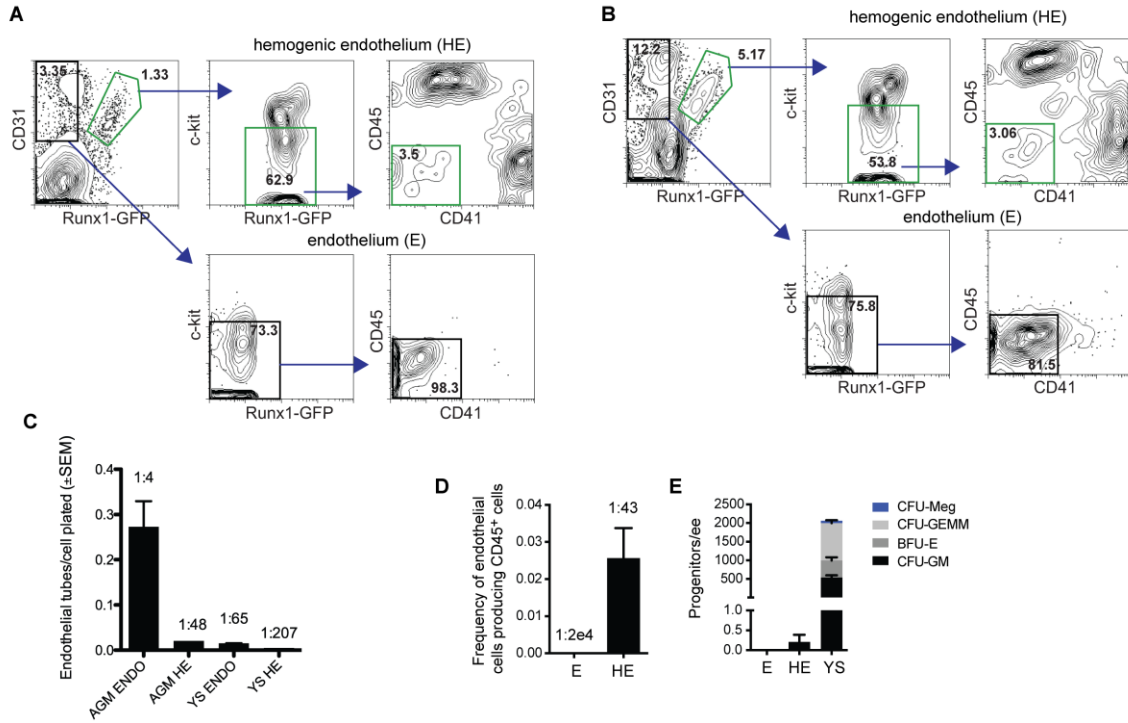 A
hemogenic endothelium (HE)
3.35
1.33
CD31
Runx1-GFP
c-kit
62.9
Runx1-GFP
CD45
3.5
CD41
endothelium (E)
c-kit
73.3
Runx1-GFP
CD45
98.3
CD41
B
hemogenic endothelium (HE)
12.2
5.17
CD31
Runx1-GFP
c-kit
53.8
Runx1-GFP
CD45
3.06
CD41
endothelium (E)
c-kit
75.8
Runx1-GFP
CD45
81.5
CD41
C
Endothelial tubes/cell plated (±SEM)
0.4
0.3
0.2
0.1
0.0
1:4
1:48
1:65
1:207
AGM ENDO
AGM HE
YS ENDO
YS HE
D
Frequency of endothelial
cells producing CD45⁺ cells
0.04
0.03
0.02
0.01
0.00
1:2e4
1:43
E
HE
E
Progenitors/ee
2500
2000
1500
1000
500
1.0
0.5
0.0
E
HE
YS
CFU-Meg
CFU-GEMM
BFU-E
CFU-GM